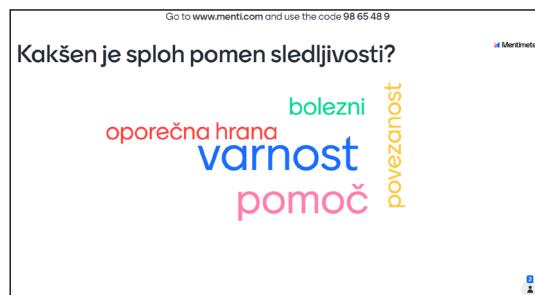 Go to www.menti.com and use the code 98 65 48 9
Kakšen je sploh pomen sledljivosti?
Mentimeter
bolezni
povezanost
oporečna hrana
varnost
pomoč
2